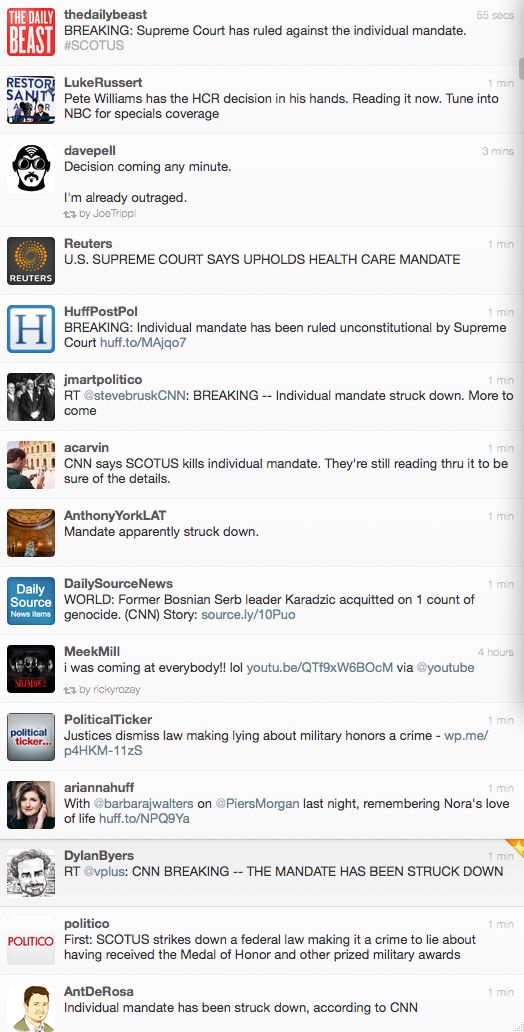 THE DAILY
BEAST
thedailybeast
55 secs
BREAKING: Supreme Court has ruled against the individual mandate.
#SCOTUS
RESTORE
SANITY
LukeRussert
1 min
Pete Williams has the HCR decision in his hands. Reading it now. Tune into
NBC for specials coverage
davepell
3 mins
Decision coming any minute.
I'm already outraged.
by JoeTrippi
REUTERS
Reuters
1 min
U.S. SUPREME COURT SAYS UPHOLDS HEALTH CARE MANDATE
H
HuffPostPol
1 min
BREAKING: Individual mandate has been ruled unconstitutional by Supreme
Court huff.to/MAjqo7
jmartpolitico
1 min
RT @stevebruskCNN: BREAKING -- Individual mandate struck down. More to
come
acarvin
1 min
CNN says SCOTUS kills individual mandate. They're still reading thru it to be
sure of the details.
AnthonyYorkLAT
1 min
Mandate apparently struck down.
Daily
Source
News items
DailySourceNews
1 min
WORLD: Former Bosnian Serb leader Karadzic acquitted on 1 count of
genocide. (CNN) Story: source.ly/10Puo
MeekMill
4 hours
i was coming at everybody!! lol youtu.be/QTf9xW6BOcM via @youtube
by rickyrozay
political
ticker...
PoliticalTicker
1 min
Justices dismiss law making lying about military honors a crime - wp.me/
p4HKM-11zS
ariannahuff
1 min
With @barbarajwalters on @PiersMorgan last night, remembering Nora's love
of life huff.to/NPQ9Ya
DylanByers
1 min
RT @vplus: CNN BREAKING -- THE MANDATE HAS BEEN STRUCK DOWN
POLITICO
politico
1 min
First: SCOTUS strikes down a federal law making it a crime to lie about
having received the Medal of Honor and other prized military awards
AntDeRosa
1 min
Individual mandate has been struck down, according to CNN